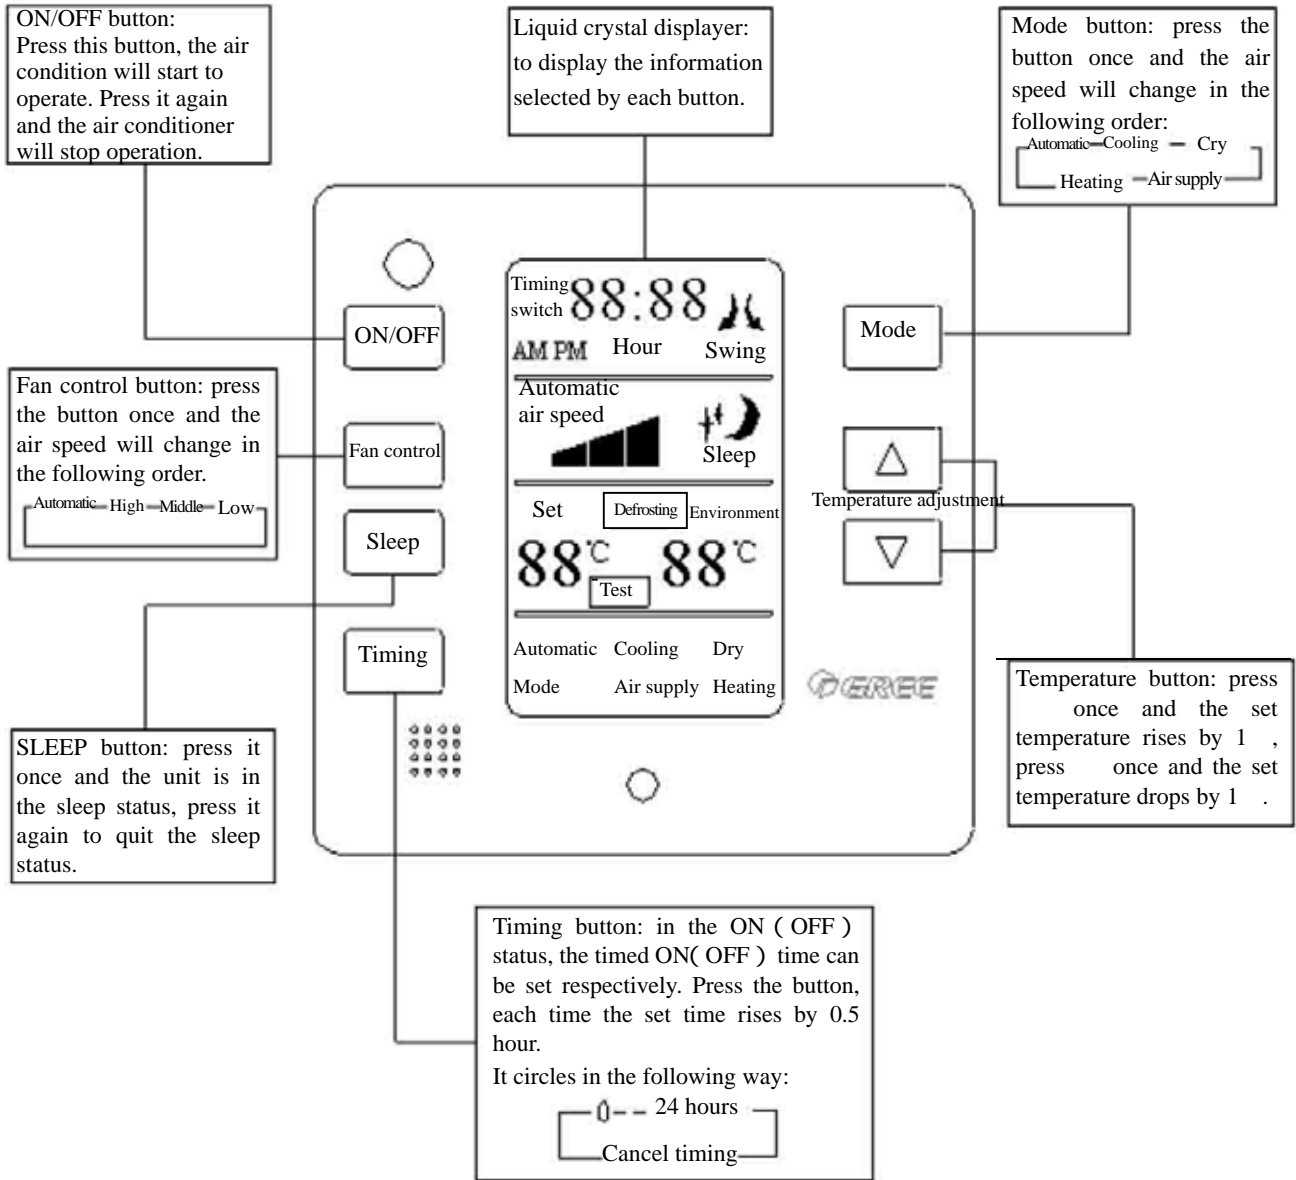 ON/OFF button:
Press this button, the air
condition will start to
operate. Press it again
and the air conditioner
will stop operation.
Liquid crystal displayer:
to display the information
selected by each button.
Mode button: press the
button once and the air
speed will change in the
following order:
Automatic Cooling Cry
Heating Air supply
ON/OFF
Fan control button: press
the button once and the
air speed will change in
the following order.
Automatic High Middle Low
Fan control
Sleep
Timing
SLEEP button: press it
once and the unit is in
the sleep status, press it
again to quit the sleep
status.
Timing
switch
88:88
AM PM Hour Swing
Automatic
air speed
Sleep
Set Defrosting Environment
88°C 88°C
Test
Automatic Cooling Dry
Mode Air supply Heating
Mode
Temperature adjustment
GREE
Temperature button: press
once and the set
temperature rises by 1 ,
press once and the set
temperature drops by 1 .
Timing button: in the ON ( OFF )
status, the timed ON( OFF ) time can
be set respectively. Press the button,
each time the set time rises by 0.5
hour.
It circles in the following way:
0-- 24 hours
Cancel timing